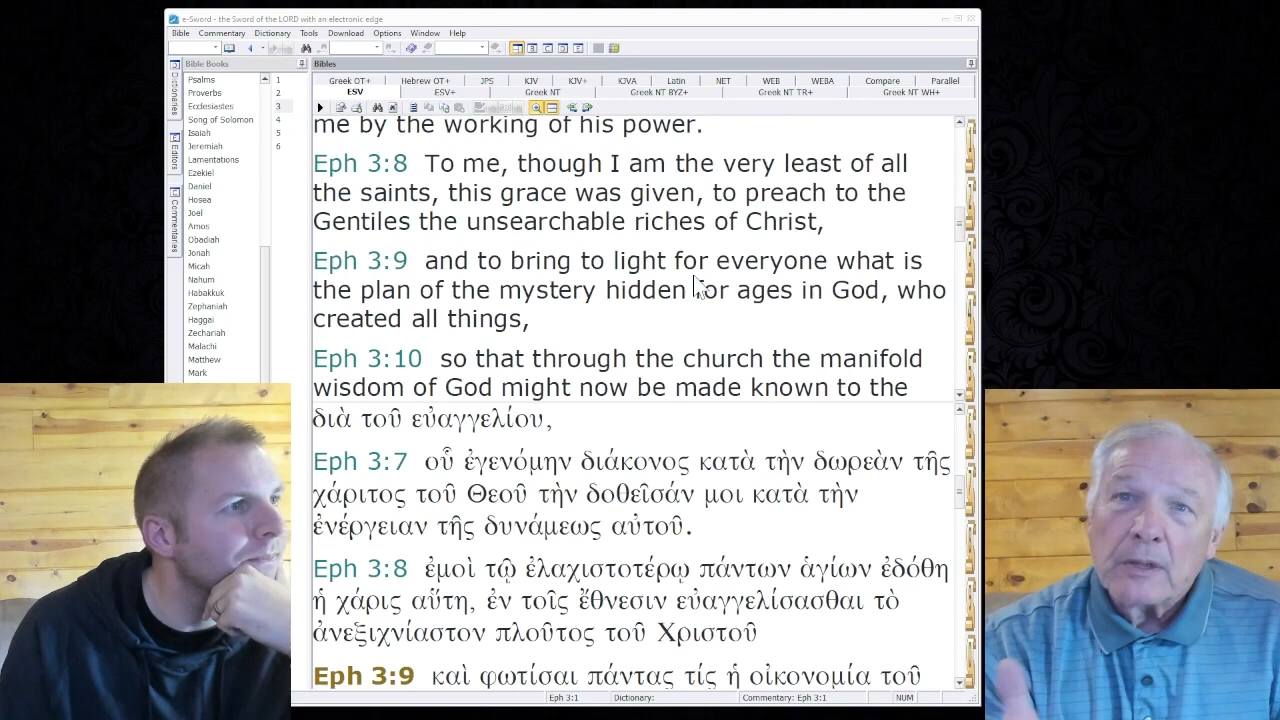 e-Sword - the Sword of the LORD with an electronic edge
Bible Commentary Dictionary Tools Options Window Help
Bible Books
Bibles
Psalms 1
Proverbs 2
Ecclesiastes 3
Song of Solomon 4
Isaiah 5
Jeremiah 6
Lamentations
Ezekiel
Daniel
Hosea
Joel
Amos
Obadiah
Jonah
Micah
Nahum
Habakkuk
Zephaniah
Haggai
Zechariah
Malachi
Matthew
Mark
Dictionaries
Editors
Commentaries
Greek OT+ Hebrew OT+ JPS KJV KJV+ KJVA Latin NET WEB WEBA Compare Parallel
ESV ESV+ Greek NT Greek NT BYZ+ Greek NT TR+ Greek NT WH+
me by the working of his power.
Eph 3:8 To me, though I am the very least of all
the saints, this grace was given, to preach to the
Gentiles the unsearchable riches of Christ,
Eph 3:9 and to bring to light for everyone what is
the plan of the mystery hidden for ages in God, who
created all things,
Eph 3:10 so that through the church the manifold
wisdom of God might now be made known to the
διὰ τοῦ εὐαγγελίου,
Eph 3:7 οὗ ἐγενόμην διάκονος κατὰ τὴν δωρεὰν τῆς
χάριτος τοῦ Θεοῦ τὴν δοθεῖσάν μοι κατὰ τὴν
ἐνέργειαν τῆς δυνάμεως αὐτοῦ.
Eph 3:8 ἐμοὶ τῷ ἐλαχιστοτέρῳ πάντων ἁγίων ἐδόθη
ἡ χάρις αὕτη, ἐν τοῖς ἔθνεσιν εὐαγγελίσασθαι τὸ
ἀνεξιχνίαστον πλοῦτος τοῦ Χριστοῦ
Eph 3:9 καὶ φωτίσαι πάντας τίς ἡ οἰκονομία τοῦ
Eph 3:1 Dictionary: Commentary: Eph 3:1 NUM